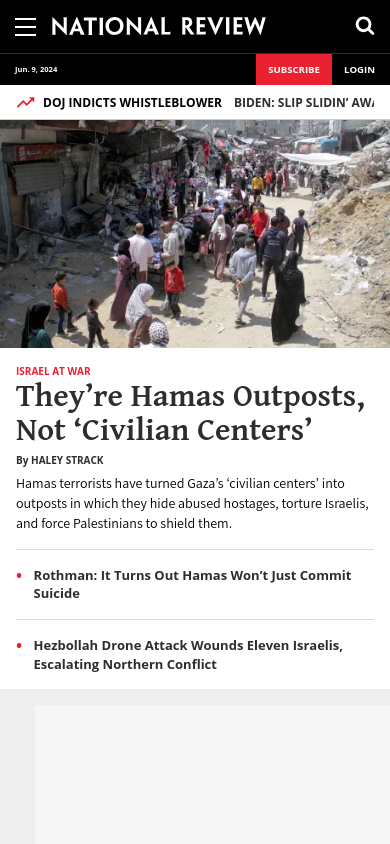 NATIONAL REVIEW
Jun. 9, 2024
SUBSCRIBE
LOGIN
DOJ INDICTS WHISTLEBLOWER
BIDEN: SLIP SLIDIN’ AWA
ISRAEL AT WAR
They’re Hamas Outposts,
Not ‘Civilian Centers’
By HALEY STRACK
Hamas terrorists have turned Gaza’s ‘civilian centers’ into
outposts in which they hide abused hostages, torture Israelis,
and force Palestinians to shield them.
Rothman: It Turns Out Hamas Won’t Just Commit
Suicide
Hezbollah Drone Attack Wounds Eleven Israelis,
Escalating Northern Conflict